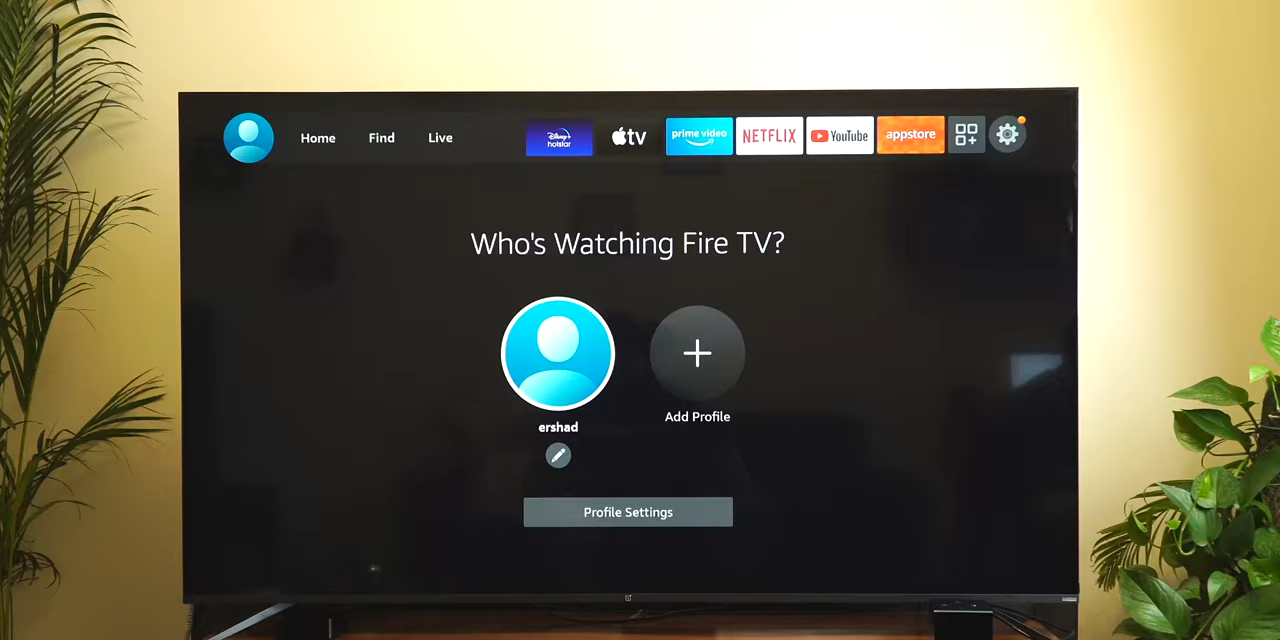 Home Find Live
Disney+
hotstar
tv
prime video
NETFLIX
YouTube
appstore
Who's Watching Fire TV?
ershad
Add Profile
Profile Settings